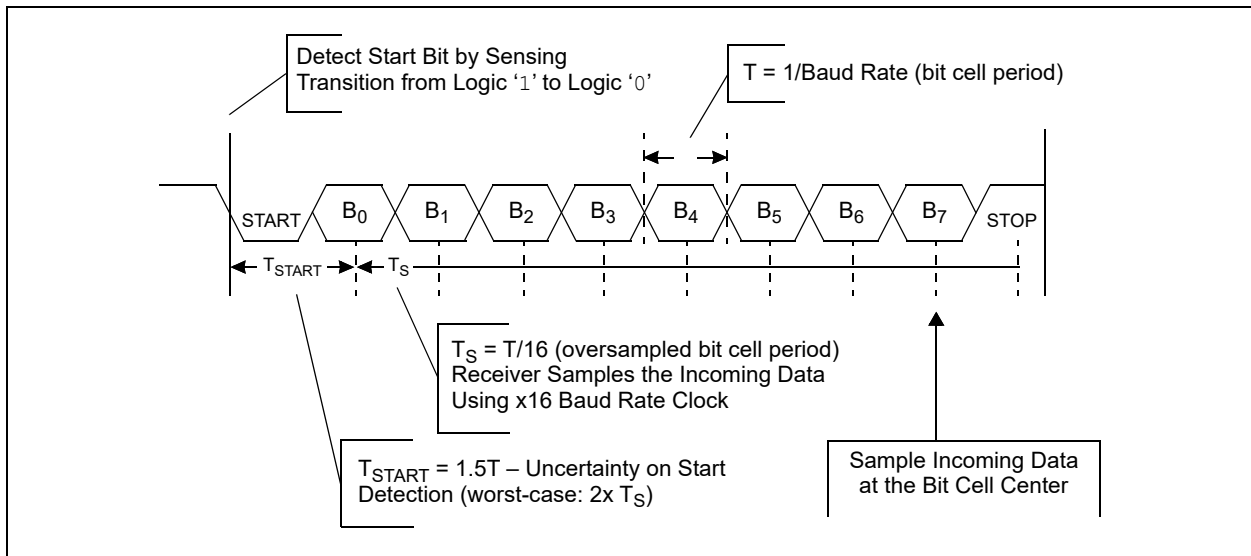 Detect Start Bit by Sensing
Transition from Logic ‘1’ to Logic ‘0’
T = 1/Baud Rate (bit cell period)
START B0 B1 B2 B3 B4 B5 B6 B7 STOP
TSTART TS
TS = T/16 (oversampled bit cell period)
Receiver Samples the Incoming Data
Using x16 Baud Rate Clock
TSTART = 1.5T – Uncertainty on Start
Detection (worst-case: 2x TS)
Sample Incoming Data
at the Bit Cell Center